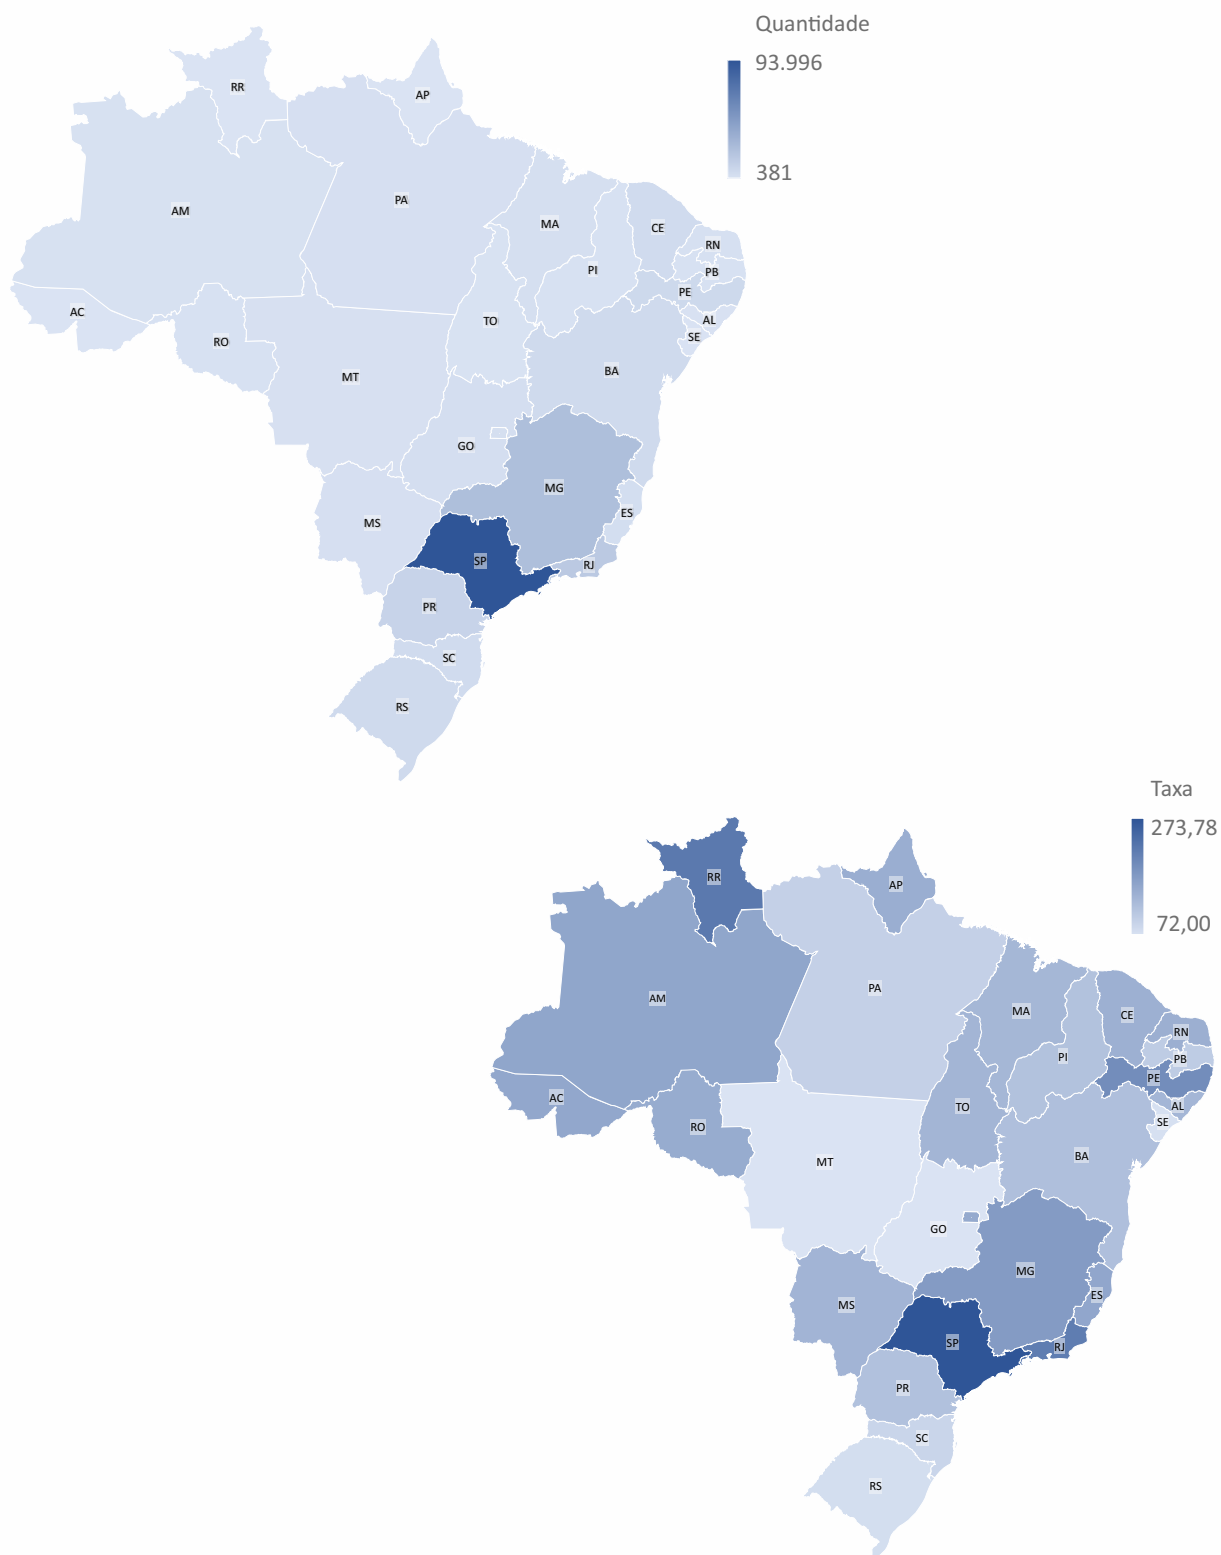 Quantidade
93.996
381
RR
AP
AM
PA
MA
CE
RN
PI
PB
PE
AC
TO
AL
RO
SE
BA
MT
GO
MG
MS
ES
SP
RJ
PR
SC
RS
Taxa
273,78
72,00
RR
AP
AM
PA
MA
CE
RN
PI
PB
PE
AC
TO
AL
RO
SE
BA
MT
GO
MG
MS
ES
SP
RJ
PR
SC
RS